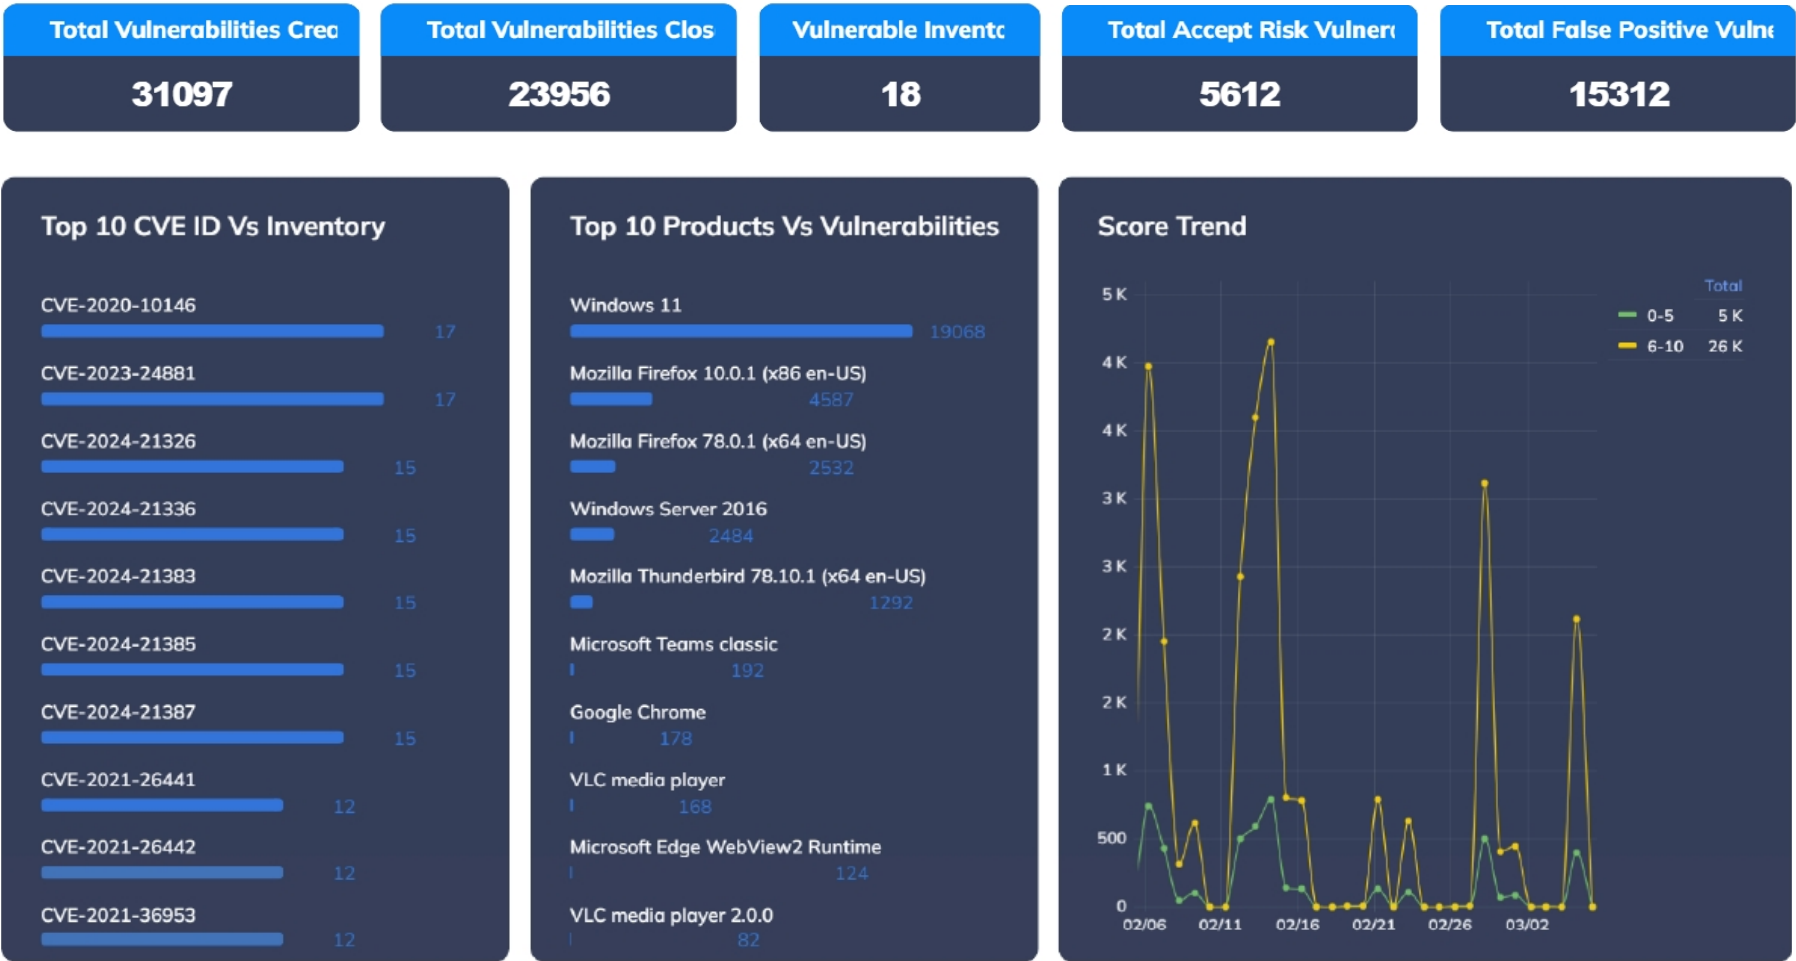 Total Vulnerabilities Crea
31097
Total Vulnerabilities Clos
23956
Vulnerable Invento
18
Total Accept Risk Vulnera
5612
Total False Positive Vulne
15312
Top 10 CVE ID Vs Inventory
CVE-2020-10146
17
CVE-2023-24881
17
CVE-2024-21326
15
CVE-2024-21336
15
CVE-2024-21383
15
CVE-2024-21385
15
CVE-2024-21387
15
CVE-2021-26441
12
CVE-2021-26442
12
CVE-2021-36953
12
Top 10 Products Vs Vulnerabilities
Windows 11
19068
Mozilla Firefox 10.0.1 (x86 en-US)
4587
Mozilla Firefox 78.0.1 (x64 en-US)
2532
Windows Server 2016
2484
Mozilla Thunderbird 78.10.1 (x64 en-US)
1292
Microsoft Teams classic
192
Google Chrome
178
VLC media player
168
Microsoft Edge WebView2 Runtime
124
VLC media player 2.0.0
82
Score Trend
Total
0-5 5 K
6-10 26 K
5 K
4 K
4 K
3 K
3 K
2 K
2 K
1 K
500
0
02/06 02/11 02/16 02/21 02/26 03/02